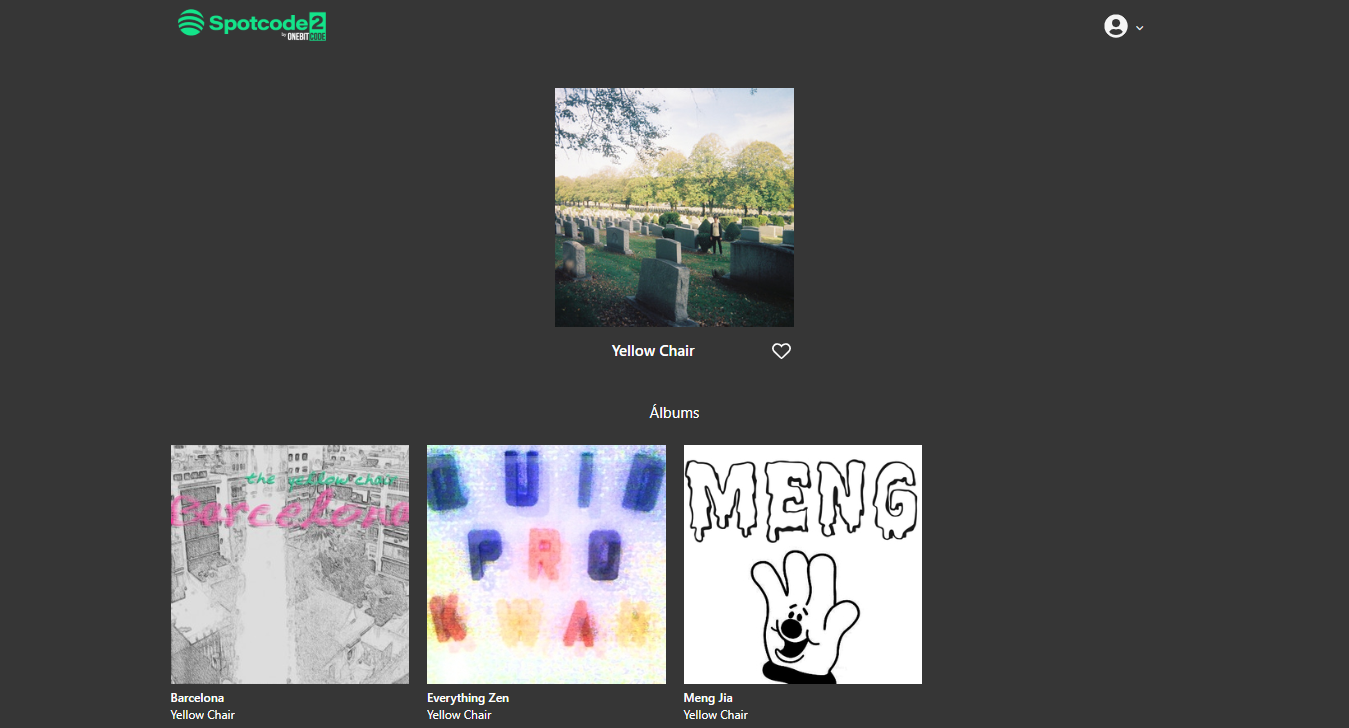 Spotcode2
by ONEBITCODE
Yellow Chair
Álbums
the yellow chair
Barcelona
QUID
PRO
KWAN
MENG
Barcelona
Yellow Chair
Everything Zen
Yellow Chair
Meng Jia
Yellow Chair